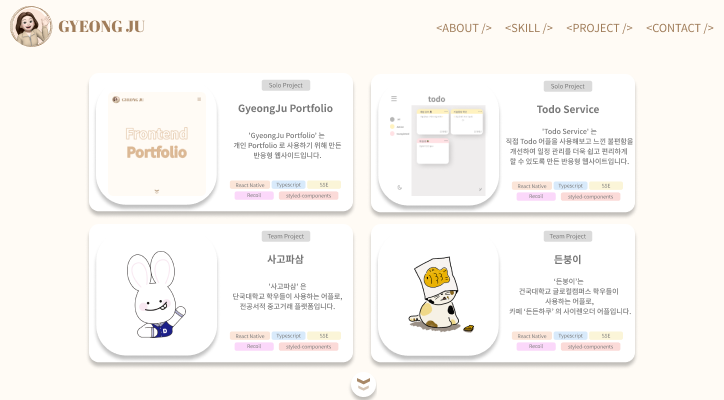 GYEONG JU
<ABOUT /> <SKILL /> <PROJECT /> <CONTACT />
GYEONG JU
Frontend
Portfolio
Solo Project
GyeongJu Portfolio
'GyeongJu Portfolio' 는
개인 Portfolio 로 사용하기 위해 만든
반응형 웹사이트입니다.
React Native Typescript SSE
Recoil styled-components
todo
Solo Project
Todo Service
'Todo Service' 는
직접 Todo 어플을 사용해보고 느낀 불편함을
개선하여 일정 관리를 더욱 쉽고 편리하게
할 수 있도록 만든 반응형 웹사이트입니다.
React Native Typescript SSE
Recoil styled-components
D
Team Project
사고파삼
'사고파삼' 은
단국대학교 학우들이 사용하는 어플로,
전공서적 중고거래 플랫폼입니다.
React Native Typescript SSE
Recoil styled-components
Team Project
든붕이
'든붕이'는
건국대학교 글로컬캠퍼스 학우들이
사용하는 어플로,
카페 '든든하쿠' 의 사이렌오더 어플입니다.
React Native Typescript SSE
Recoil styled-components